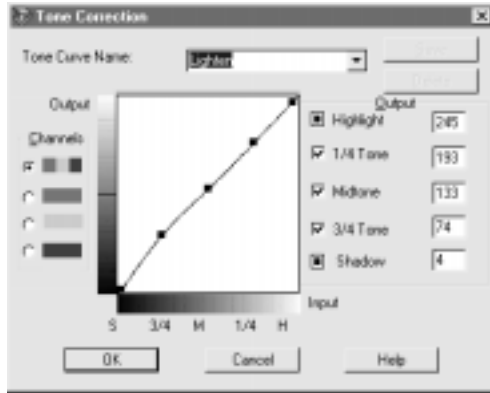 Tone Correction
Tone Curve Name:
Lighten
Save
Delete
Output
Channels
Output
Highlight 245
1/4 Tone 193
Midtone 133
3/4 Tone 74
Shadow 4
Input
S 3/4 M 1/4 H
OK Cancel Help